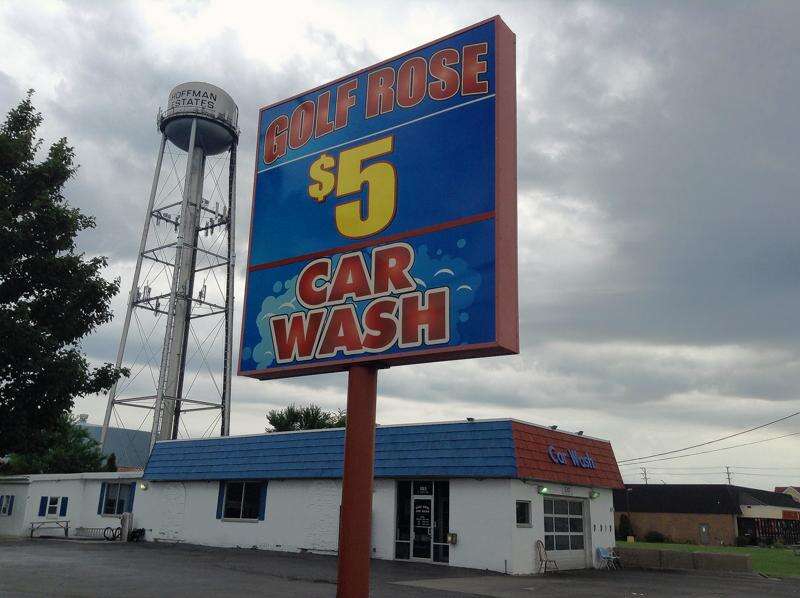 HOFFMAN
ESTATES
GOLF ROSE
$5
CAR
WASH
Car Wash